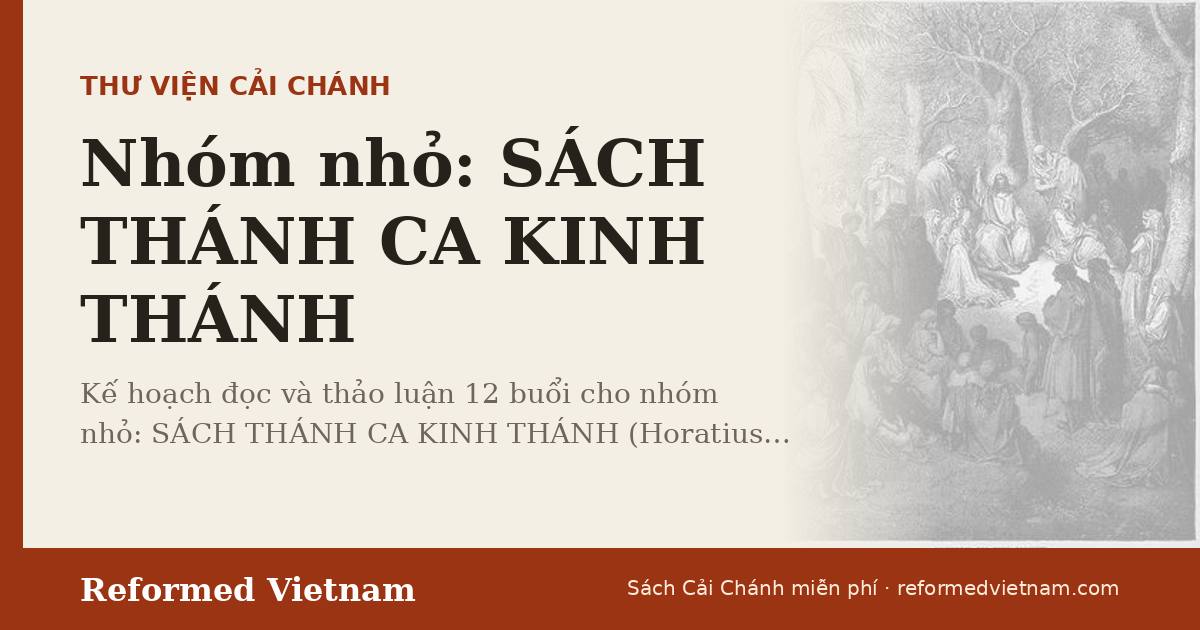 THƯ VIỆN CẢI CHÁNH
Nhóm nhỏ: SÁCH
THÁNH CA KINH
THÁNH
Kế hoạch đọc và thảo luận 12 buổi cho nhóm
nhỏ: SÁCH THÁNH CA KINH THÁNH (Horatius...
Reformed Vietnam
Sách Cải Chánh miễn phí · reformedvietnam.com